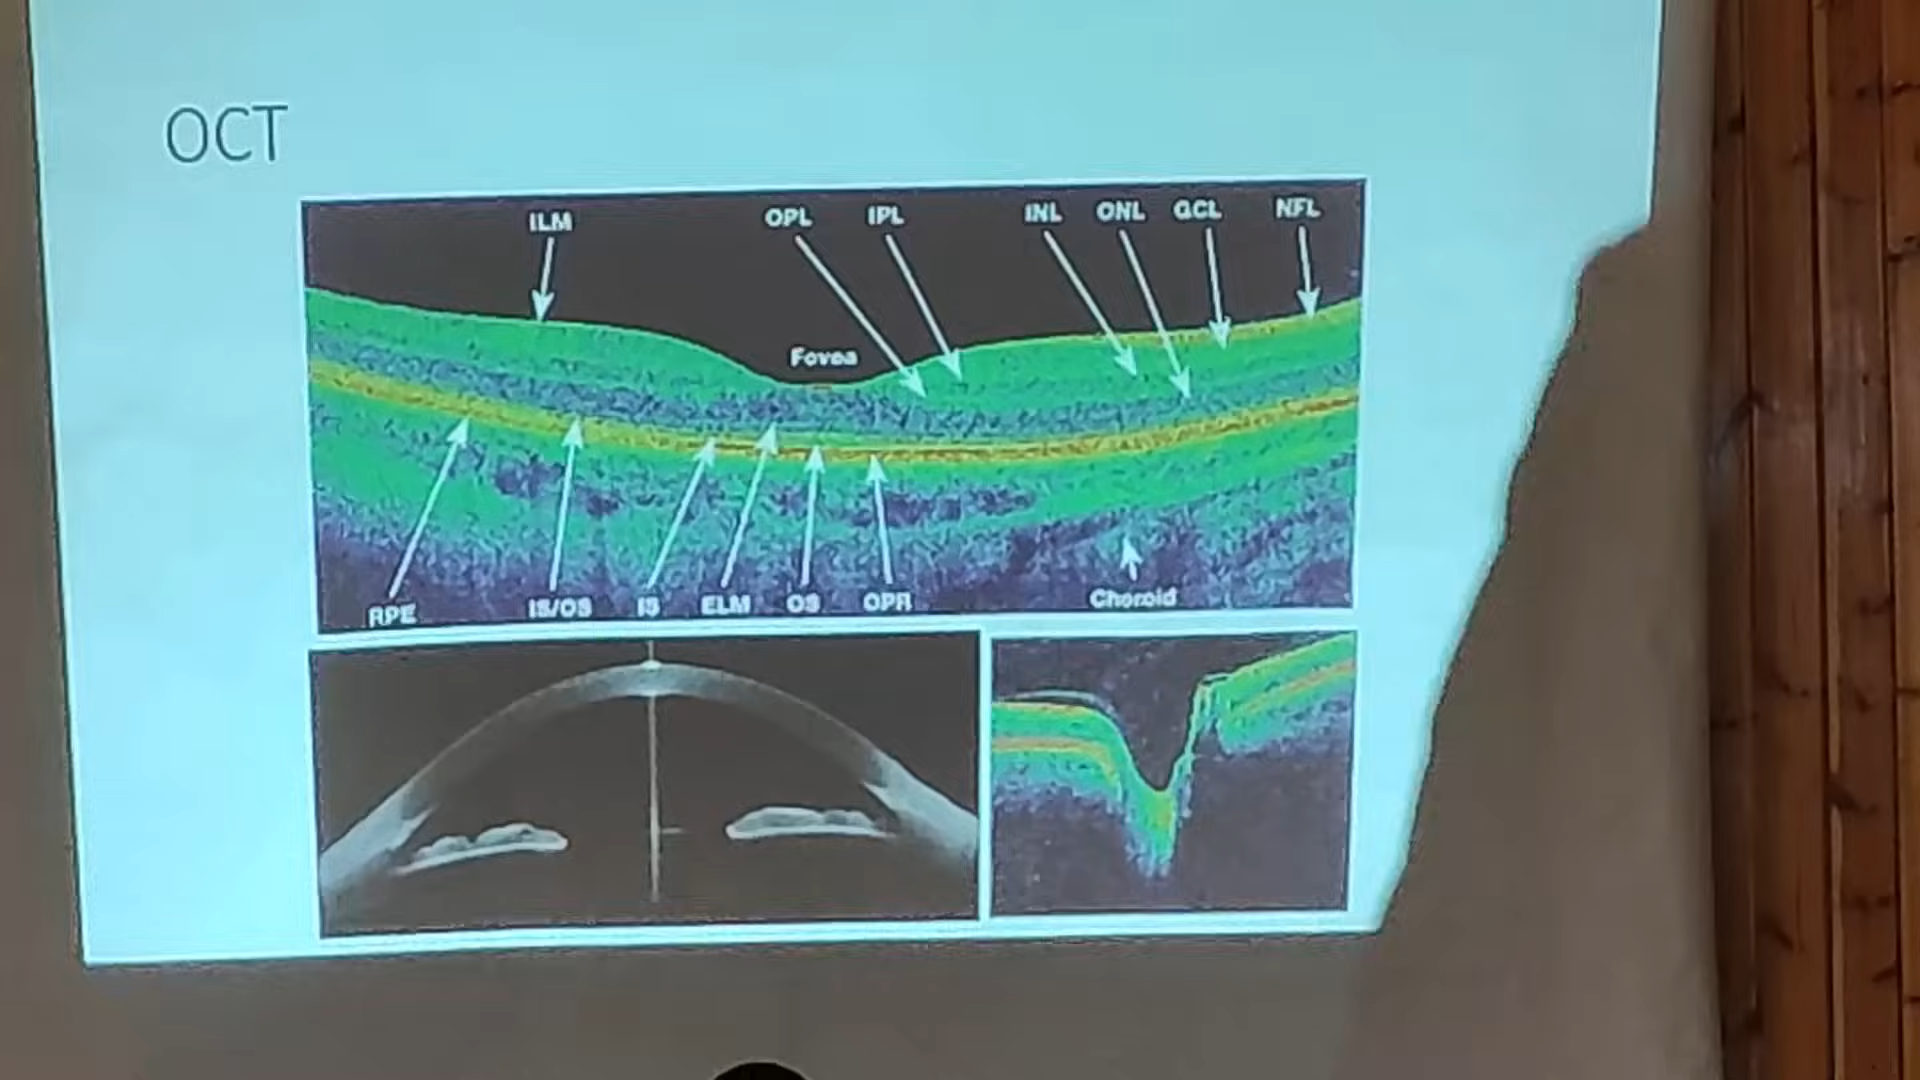 OCT
ILM OPL IPL INL ONL GCL NFL
Fovea
RPE IS/OS IS ELM OS OPR Choroid